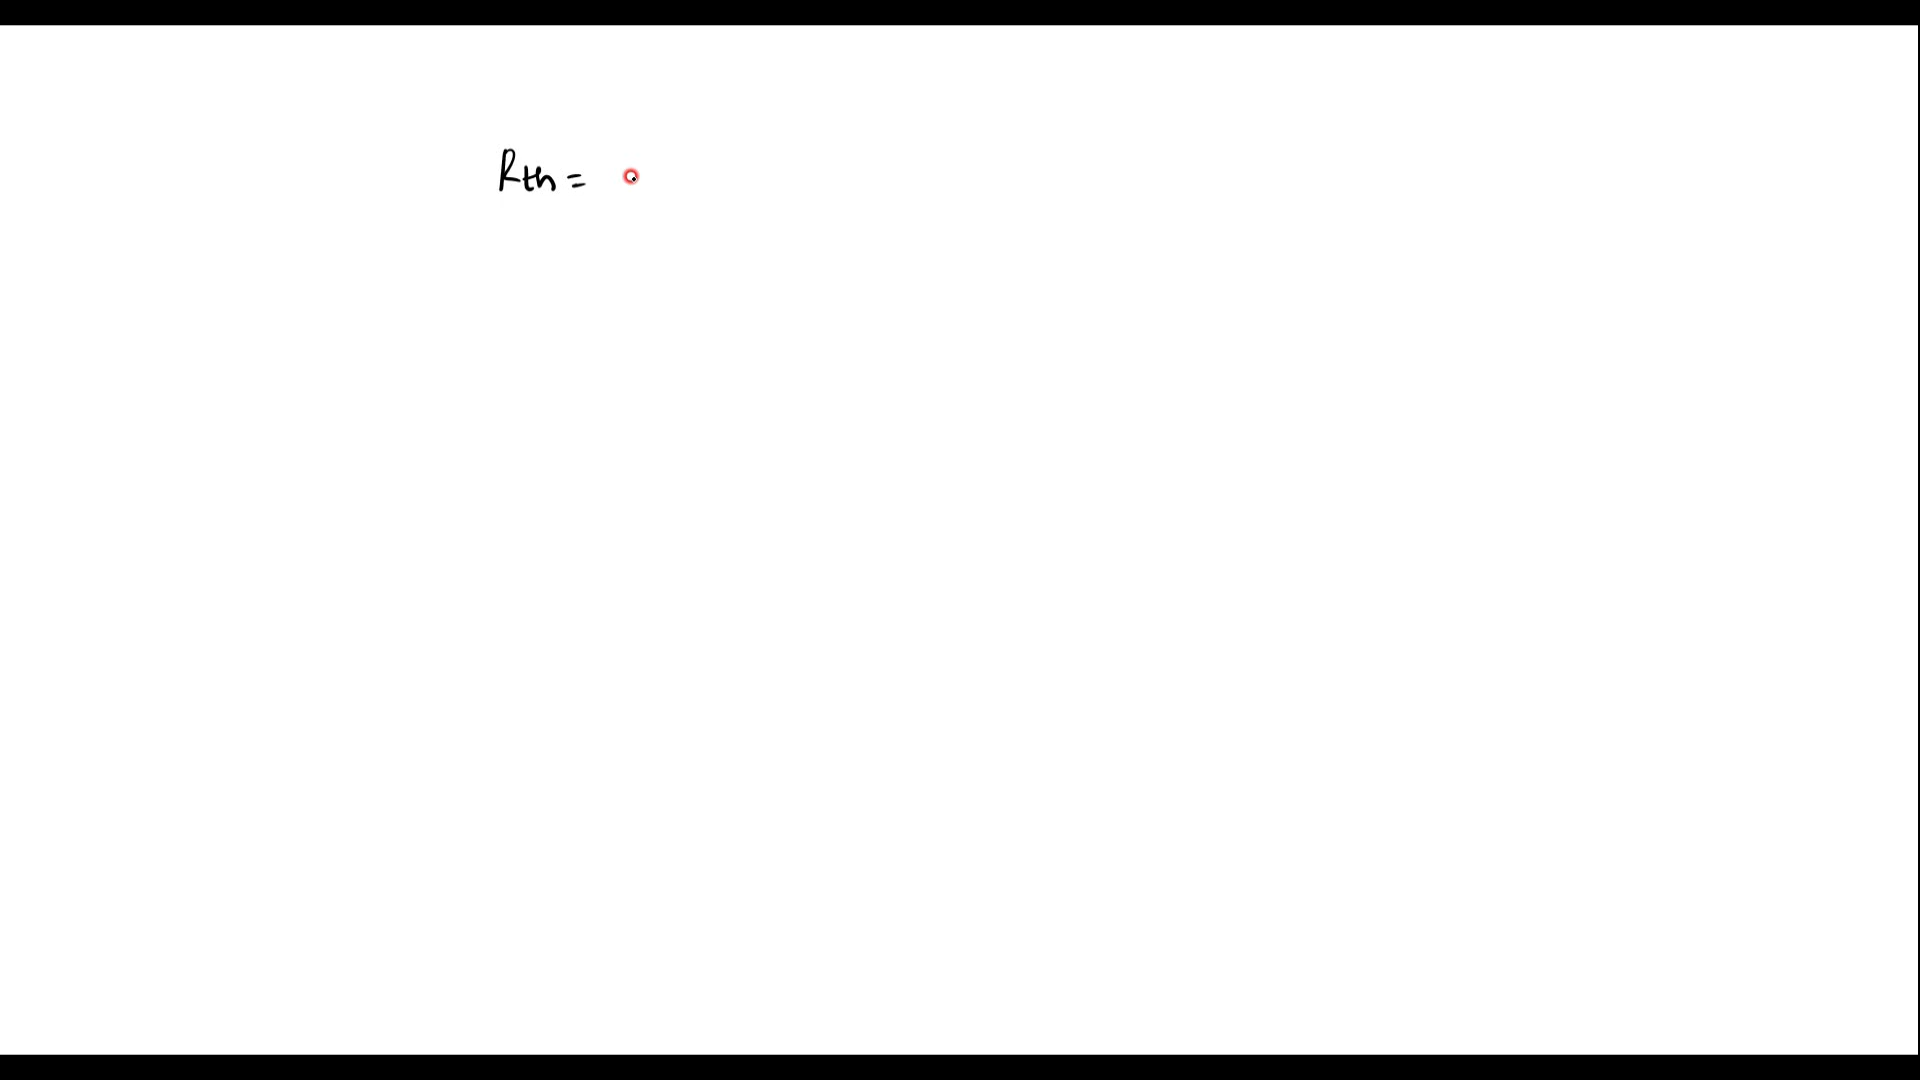 Rth =